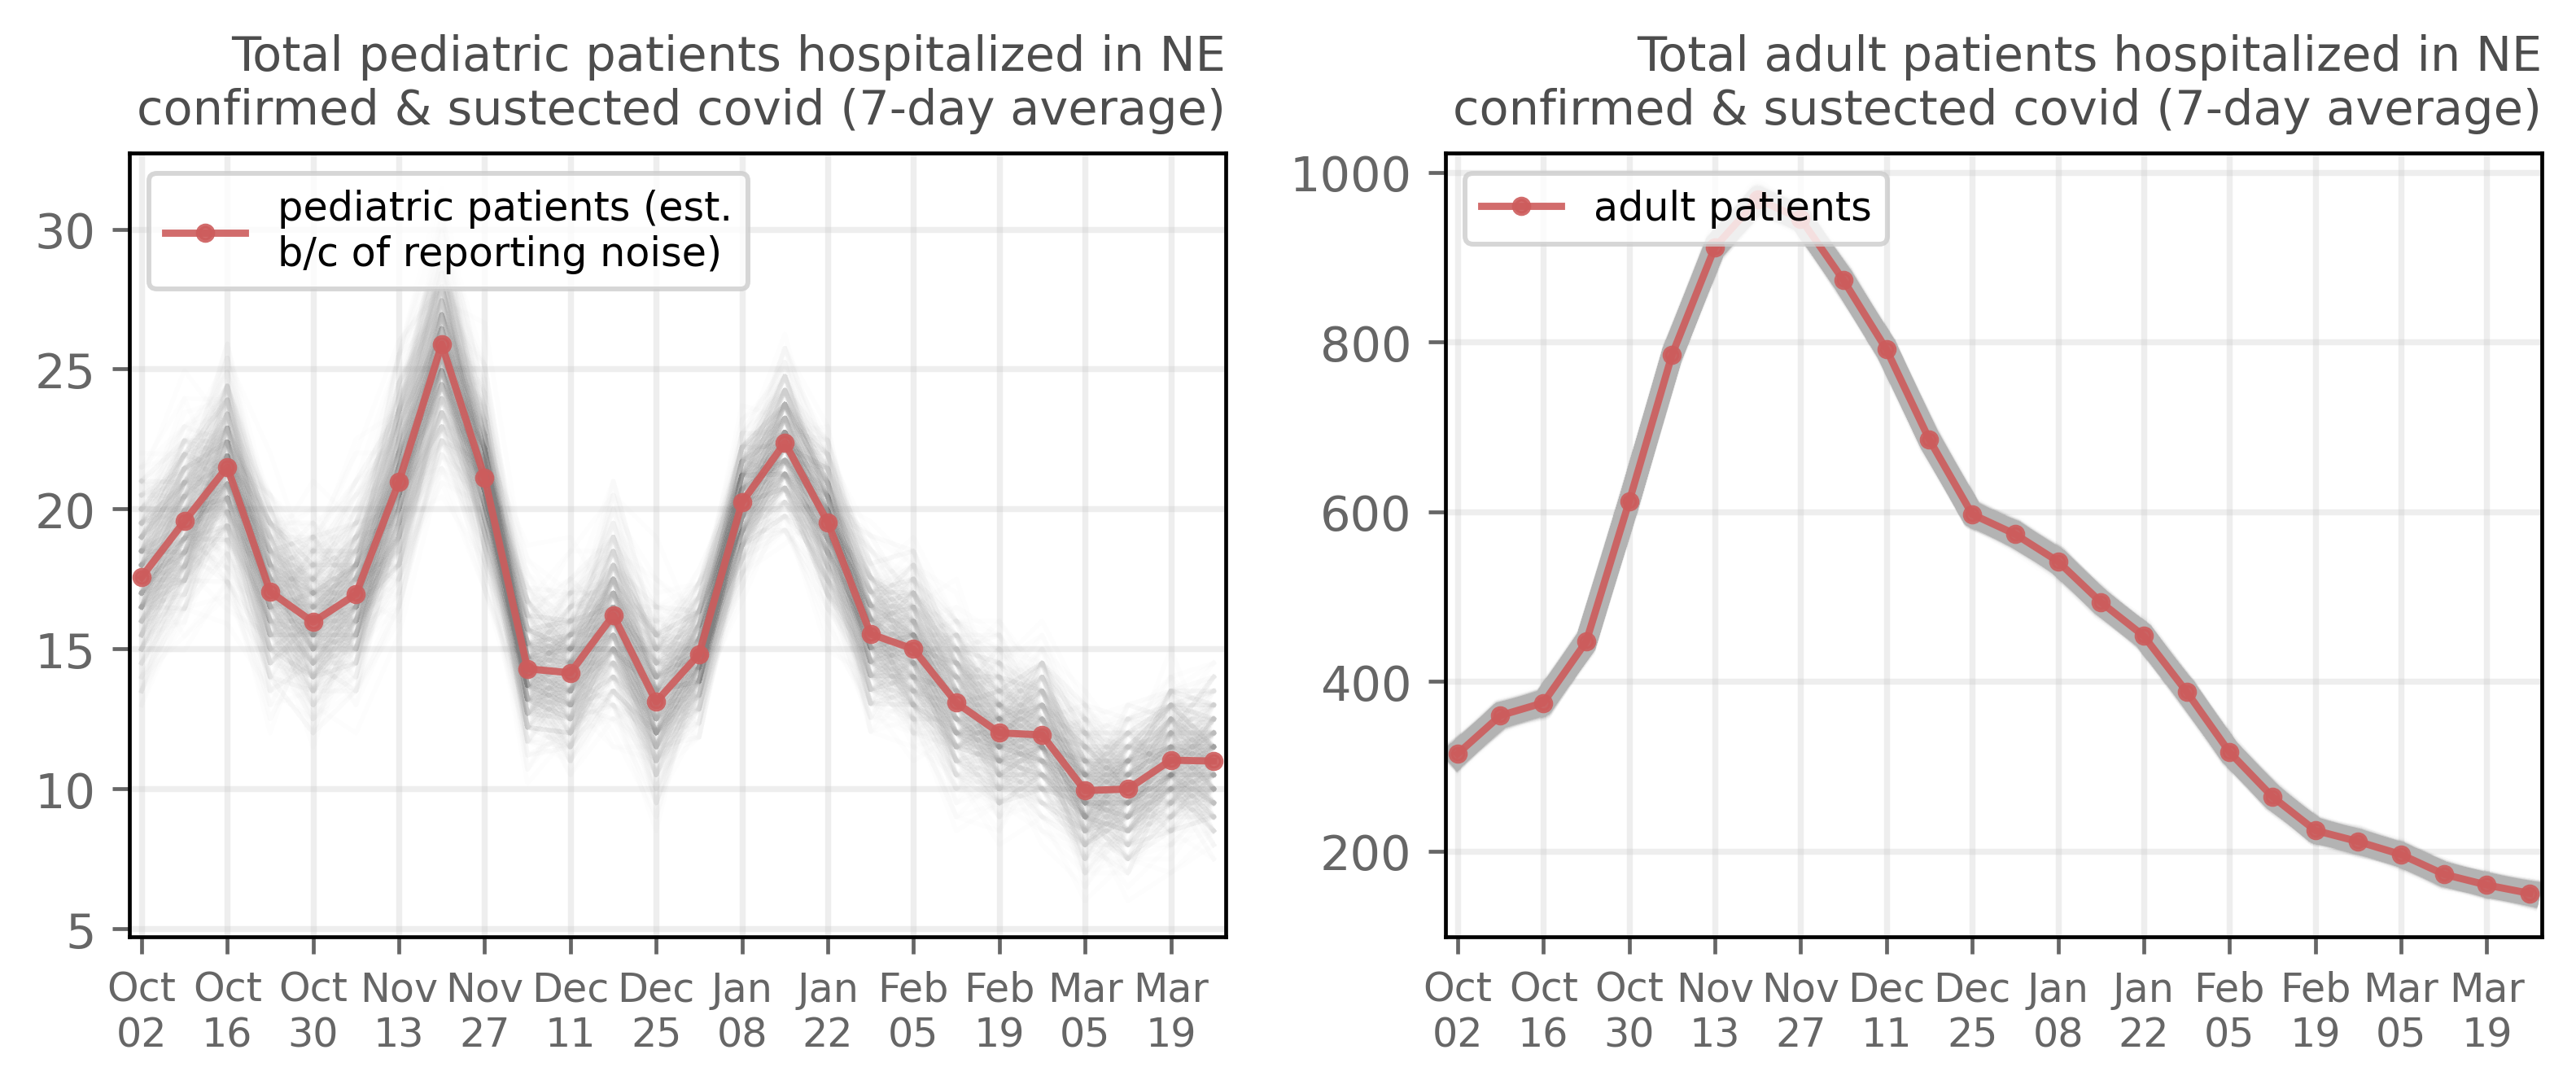 Total pediatric patients hospitalized in NE
confirmed & sustected covid (7-day average)
pediatric patients (est.
b/c of reporting noise)
30
25
20
15
10
5
Oct Oct Oct Nov Nov Dec Dec Jan Jan Feb Feb Mar Mar
02 16 30 13 27 11 25 08 22 05 19 05 19
Total adult patients hospitalized in NE
confirmed & sustected covid (7-day average)
adult patients
1000
800
600
400
200
Oct Oct Oct Nov Nov Dec Dec Jan Jan Feb Feb Mar Mar
02 16 30 13 27 11 25 08 22 05 19 05 19